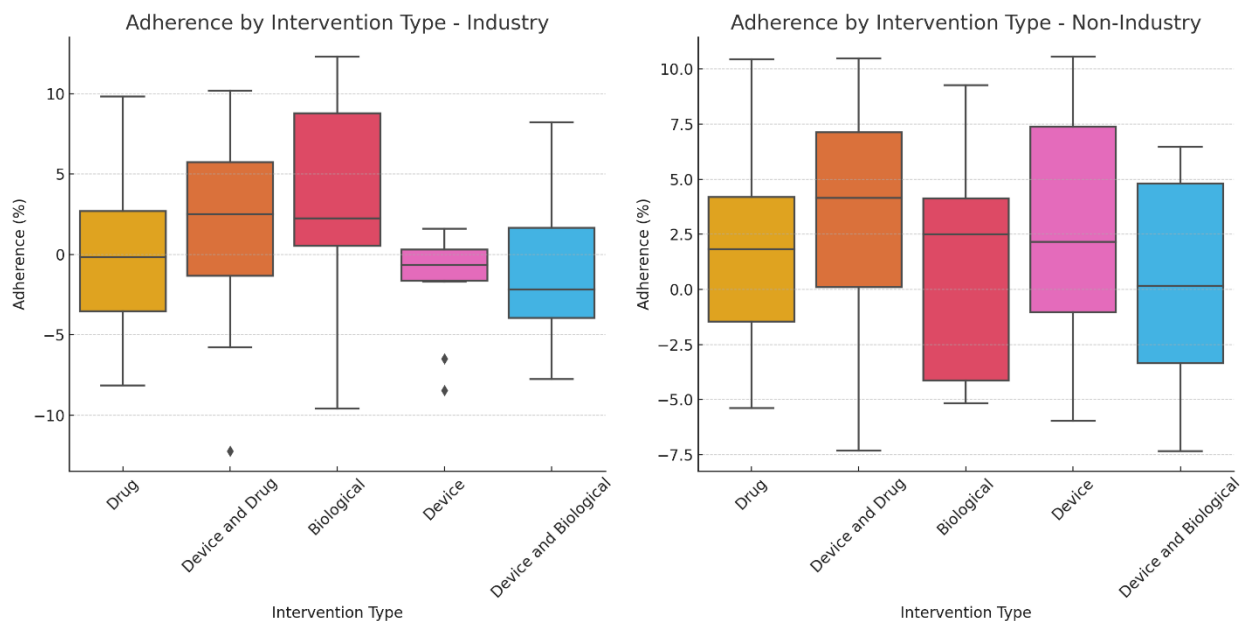 Adherence by Intervention Type - Industry
Adherence (%)
10
5
0
−5
−10
Drug
Device and Drug
Biological
Device
Device and Biological
Intervention Type
Adherence by Intervention Type - Non-Industry
Adherence (%)
10.0
7.5
5.0
2.5
0.0
−2.5
−5.0
−7.5
Drug
Device and Drug
Biological
Device
Device and Biological
Intervention Type